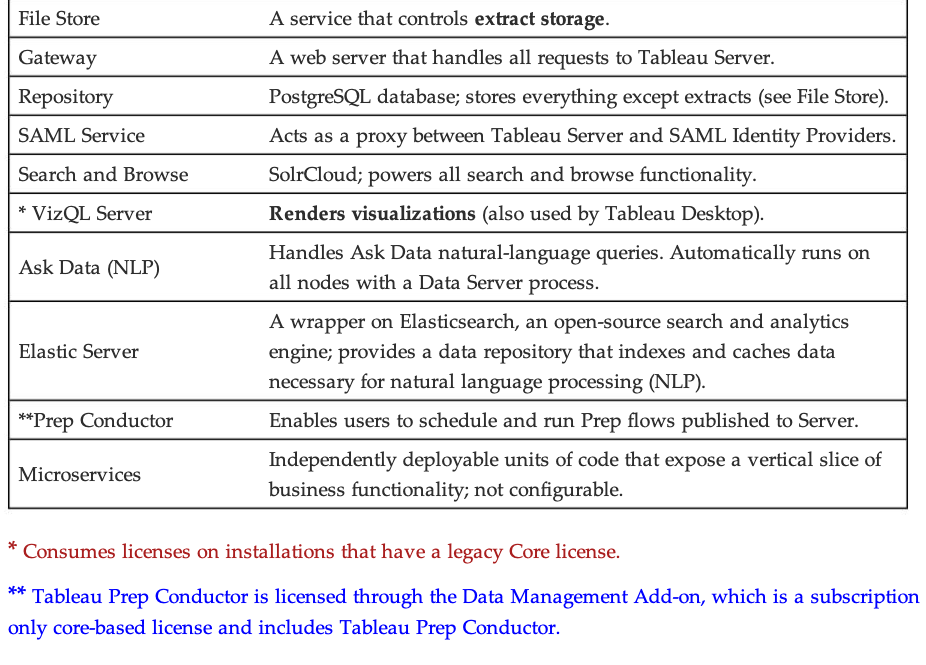 File Store A service that controls extract storage.
Gateway A web server that handles all requests to Tableau Server.
Repository PostgreSQL database; stores everything except extracts (see File Store).
SAML Service Acts as a proxy between Tableau Server and SAML Identity Providers.
Search and Browse SolrCloud; powers all search and browse functionality.
* VizQL Server Renders visualizations (also used by Tableau Desktop).
Ask Data (NLP) Handles Ask Data natural-language queries. Automatically runs on
all nodes with a Data Server process.
Elastic Server A wrapper on Elasticsearch, an open-source search and analytics
engine; provides a data repository that indexes and caches data
necessary for natural language processing (NLP).
**Prep Conductor Enables users to schedule and run Prep flows published to Server.
Microservices Independently deployable units of code that expose a vertical slice of
business functionality; not configurable.
* Consumes licenses on installations that have a legacy Core license.
** Tableau Prep Conductor is licensed through the Data Management Add-on, which is a subscription
only core-based license and includes Tableau Prep Conductor.